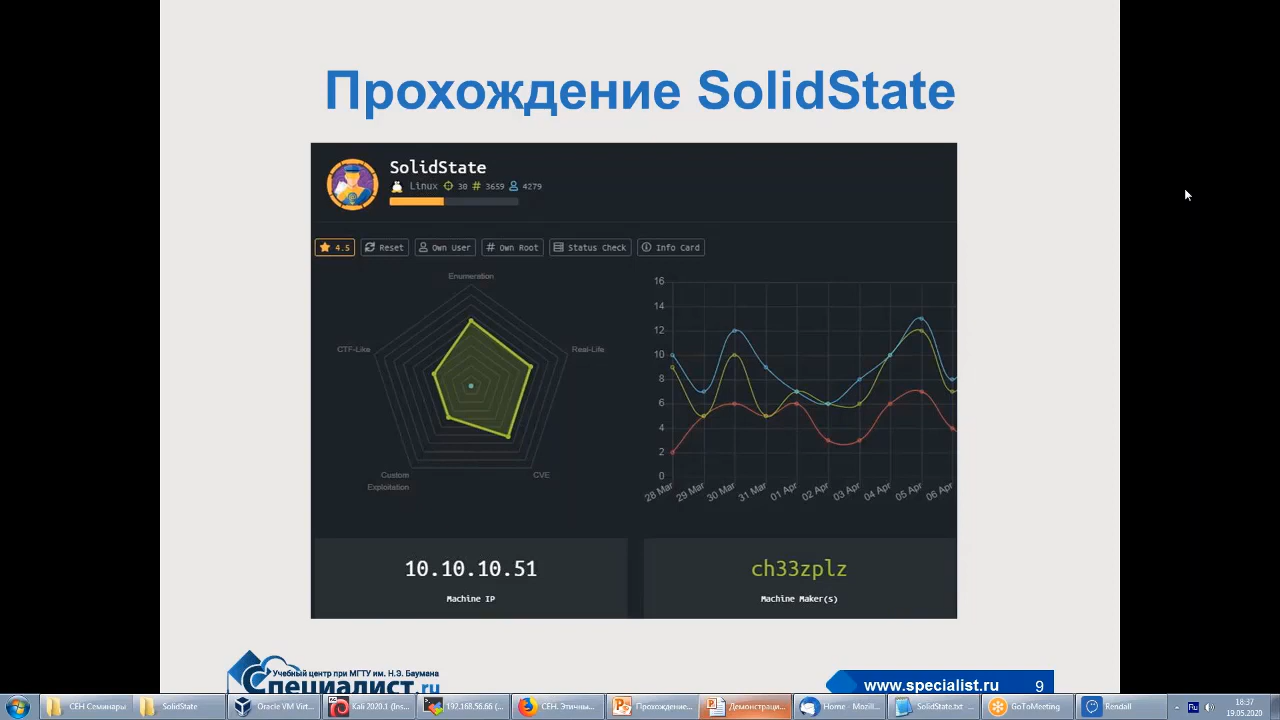 Прохождение SolidState
SolidState
Linux 30 # 3659 4279
4.5 Reset Own User # Own Root Status Check Info Card
Enumeration
CTF-Like
Real-Life
Custom
Exploitation
CVE
16
14
12
10
8
6
4
2
0
28 Mar 29 Mar 30 Mar 31 Mar 01 Apr 02 Apr 03 Apr 04 Apr 05 Apr 06 Apr
10.10.10.51
Machine IP
ch33zplz
Machine Maker(s)
Учебный центр при МГТУ им. Н.Э. Баумана
Специалист.ru
www.specialist.ru 9
CEH Семинары SolidState Oracle VM Virt... Kali 2020.1 (Ins... 192.168.56.66 (... CEH. Этичны... Прохождение... Демонстраци... Home - Mozill... SolidState.txt ... GoToMeeting Rendall Ru 18:37
19.05.2020